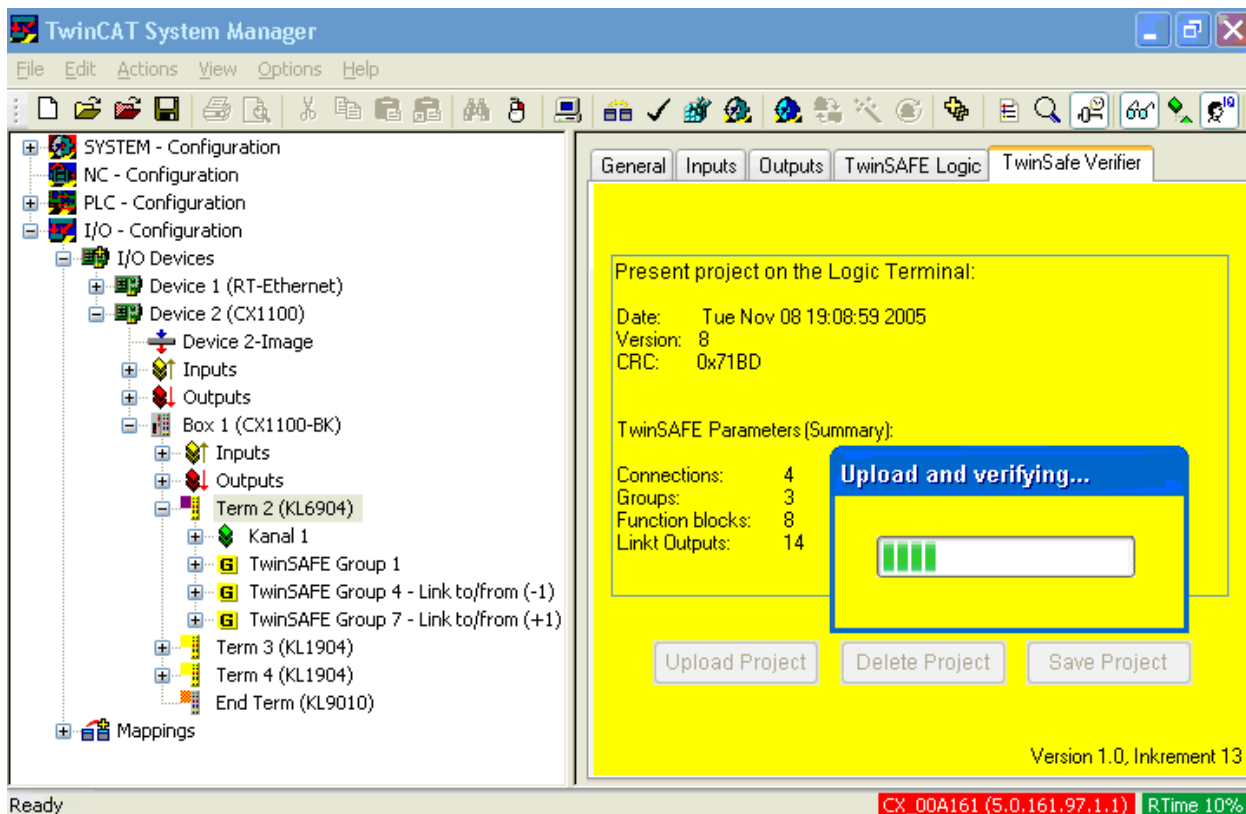 TwinCAT System Manager
File Edit Actions View Options Help
SYSTEM - Configuration
NC - Configuration
PLC - Configuration
I/O - Configuration
I/O Devices
Device 1 (RT-Ethernet)
Device 2 (CX1100)
Device 2-Image
Inputs
Outputs
Box 1 (CX1100-BK)
Inputs
Outputs
Term 2 (KL6904)
Kanal 1
G TwinSAFE Group 1
G TwinSAFE Group 4 - Link to/from (-1)
G TwinSAFE Group 7 - Link to/from (+1)
Term 3 (KL1904)
Term 4 (KL1904)
End Term (KL9010)
Mappings
General Inputs Outputs TwinSAFE Logic TwinSafe Verifier
Present project on the Logic Terminal:
Date: Tue Nov 08 19:08:59 2005
Version: 8
CRC: 0x71BD
TwinSAFE Parameters (Summary):
Connections: 4
Groups: 3
Function blocks: 8
Linkt Outputs: 14
Upload and verifying...
Upload Project Delete Project Save Project
Version 1.0, Inkrement 13
Ready CX_00A161 (5.0.161.97.1.1) RTime 10%